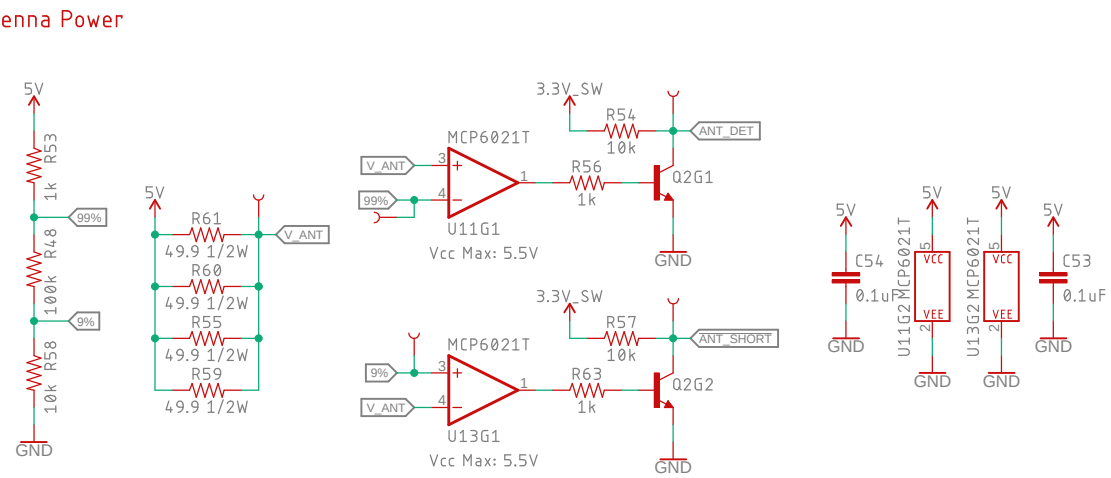 enna Power
5V
R53
1k
99%
R48
100k
9%
R58
10k
GND
5V
R61
49.9 1/2W
V_ANT
R60
49.9 1/2W
R55
49.9 1/2W
R59
49.9 1/2W
3.3V_SW
R54
10k
ANT_DET
MCP6021T
V_ANT
3
+
1
99%
4
−
U11G1
Vcc Max: 5.5V
R56
1k
Q2G1
GND
3.3V_SW
R57
10k
ANT_SHORT
MCP6021T
9%
3
+
1
V_ANT
4
−
U13G1
Vcc Max: 5.5V
R63
1k
Q2G2
GND
5V
C54
0.1uF
GND
5V
5
VCC
VEE
2
U11G2
MCP6021T
GND
5V
5
VCC
VEE
2
U13G2
MCP6021T
GND
5V
C53
0.1uF
GND